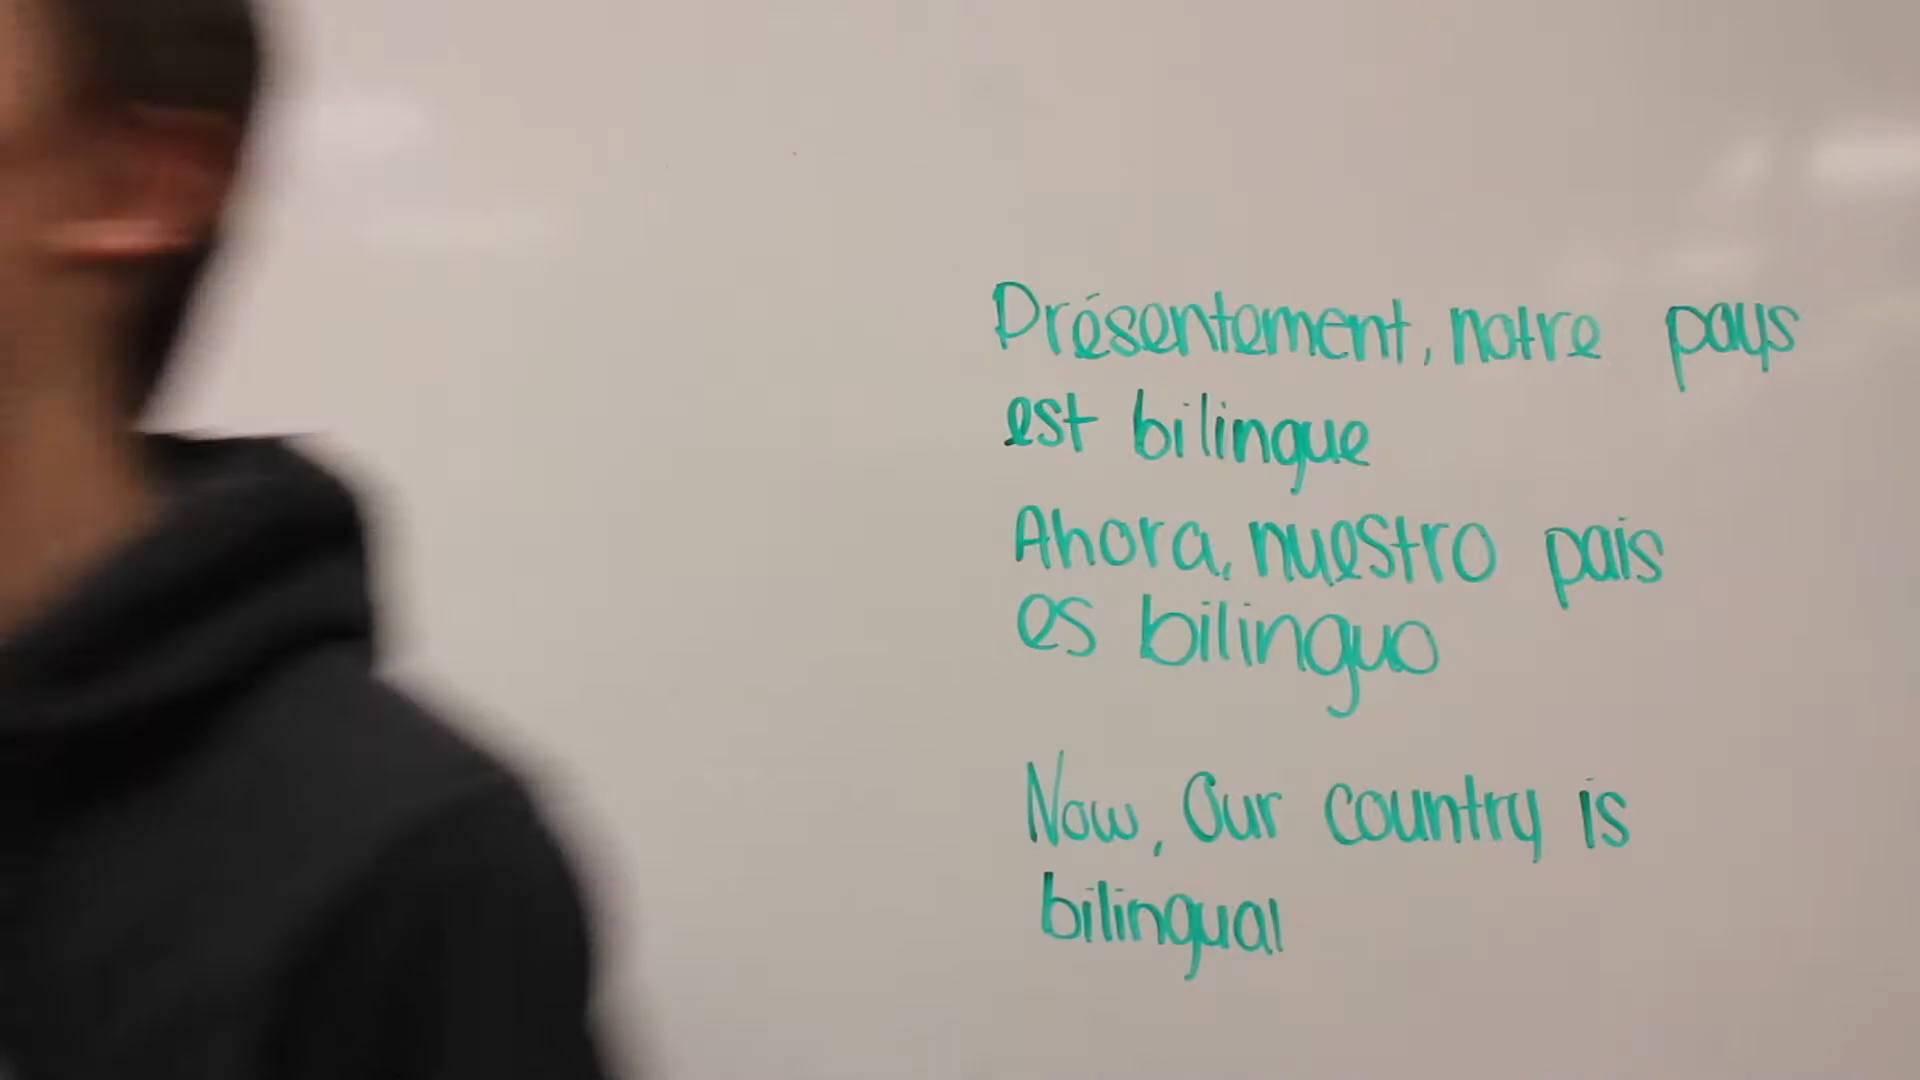 Présentement, notre pays
est bilingue
Ahora, nuestro pais
es bilinguo
Now, Our country is
bilingual